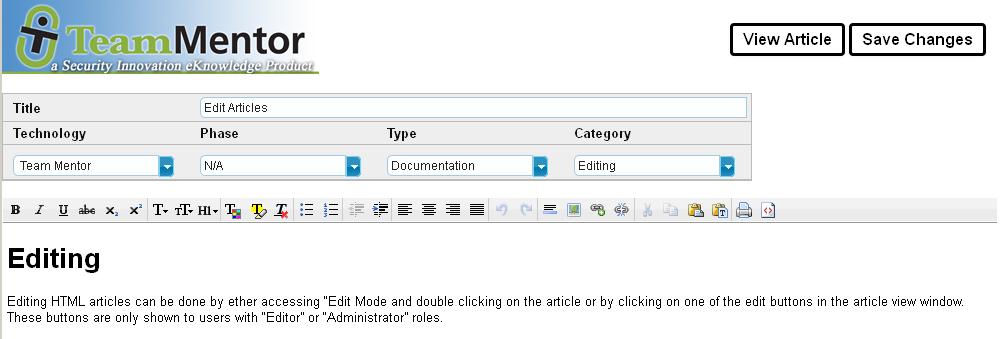 TeamMentor
a Security Innovation eKnowledge Product
View Article
Save Changes
Title
Edit Articles
Technology Phase Type Category
Team Mentor N/A Documentation Editing
B I U abc x₂ x² T tT H1 T T T
Editing
Editing HTML articles can be done by ether accessing "Edit Mode and double clicking on the article or by clicking on one of the edit buttons in the article view window.
These buttons are only shown to users with "Editor" or "Administrator" roles.